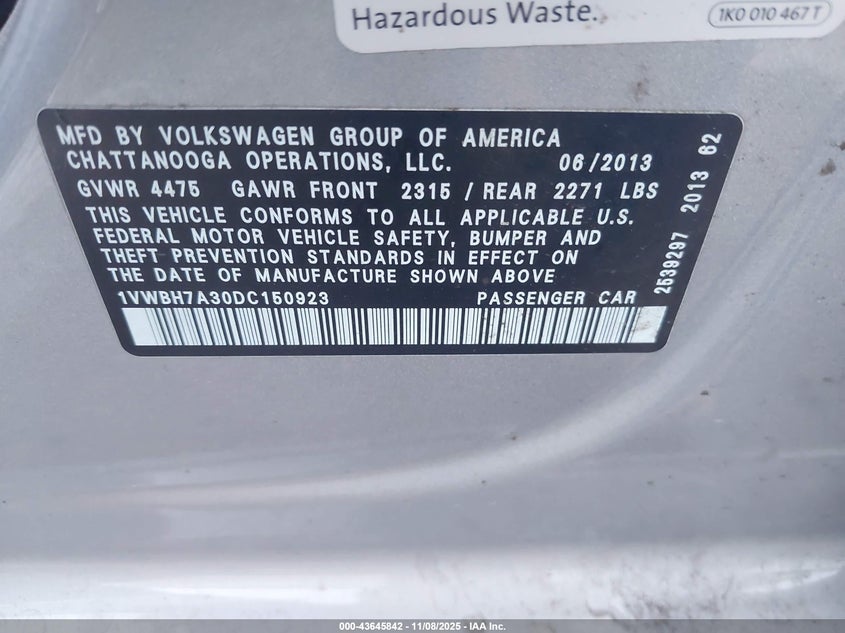 Hazardous Waste.
1K0 010 467 T
MFD BY VOLKSWAGEN GROUP OF AMERICA
CHATTANOOGA OPERATIONS, LLC. 06/2013
GVWR 4475 GAWR FRONT 2315 / REAR 2271 LBS
THIS VEHICLE CONFORMS TO ALL APPLICABLE U.S.
FEDERAL MOTOR VEHICLE SAFETY, BUMPER AND
THEFT PREVENTION STANDARDS IN EFFECT ON
THE DATE OF MANUFACTURE SHOWN ABOVE
1VWBH7A30DC150923 PASSENGER CAR
2539297 2013 62
000-43645842 - 11/08/2025 - IAA Inc.